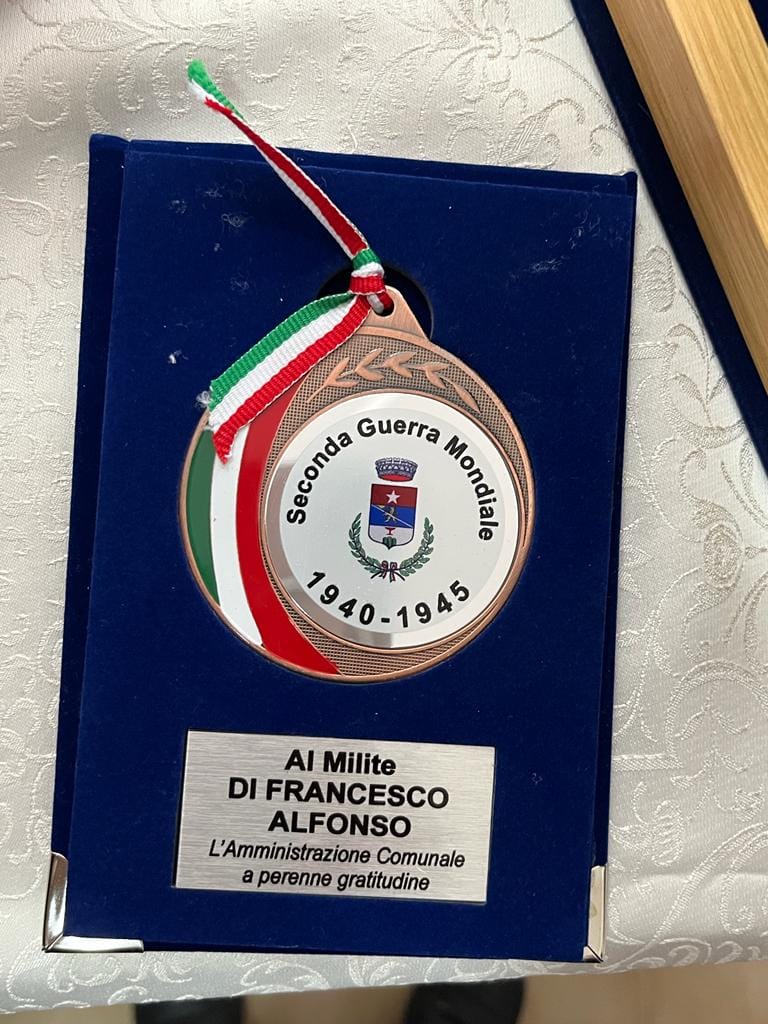 Seconda Guerra Mondiale
1940-1945
Al Milite
DI FRANCESCO
ALFONSO
L'Amministrazione Comunale
a perenne gratitudine